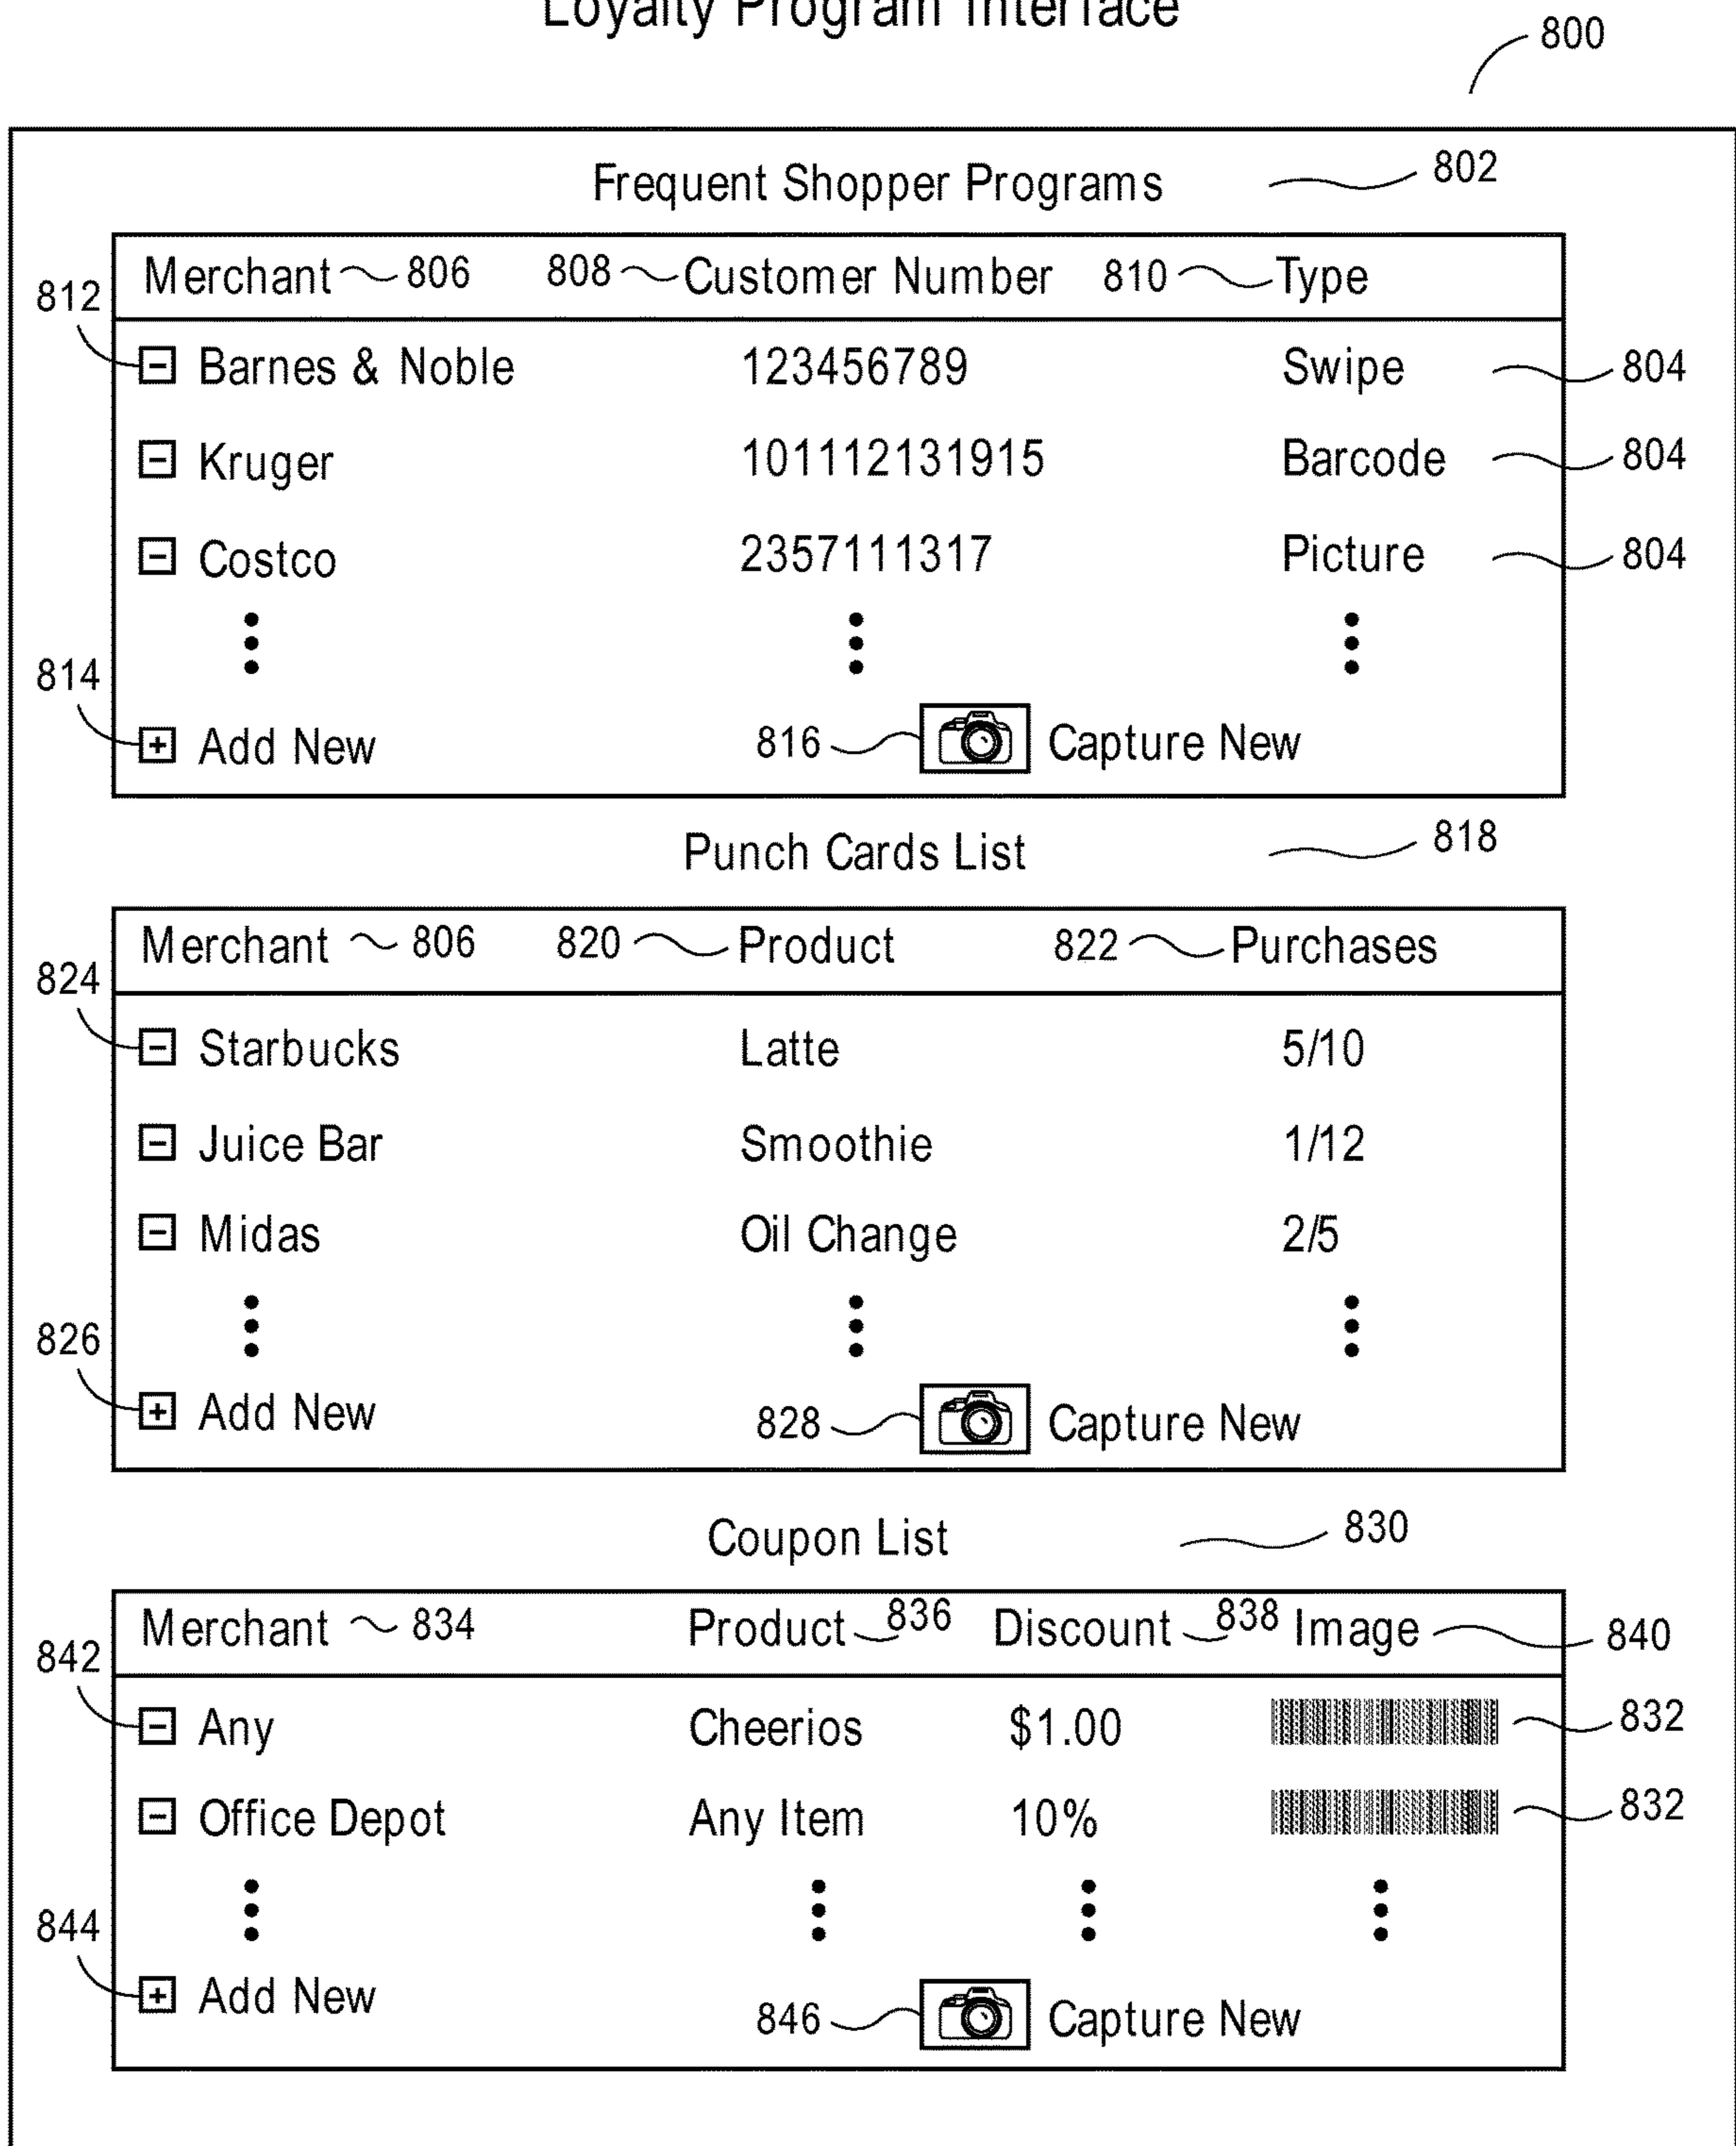 Loyalty Program Interface
800
Frequent Shopper Programs 802
Merchant 806 808 Customer Number 810 Type
812
Barnes & Noble 123456789 Swipe 804
Kruger 101112131915 Barcode 804
Costco 2357111317 Picture 804
814
Add New 816 Capture New
Punch Cards List 818
Merchant 806 820 Product 822 Purchases
824
Starbucks Latte 5/10
Juice Bar Smoothie 1/12
Midas Oil Change 2/5
826
Add New 828 Capture New
Coupon List 830
Merchant 834 Product 836 Discount 838 Image 840
842
Any Cheerios $1.00 832
Office Depot Any Item 10% 832
844
Add New 846 Capture New